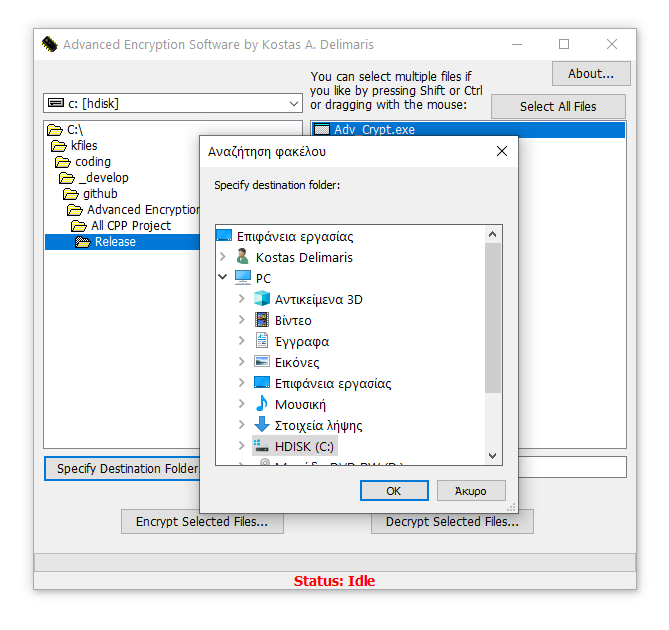 Advanced Encryption Software by Kostas A. Delimaris
About...
You can select multiple files if
you like by pressing Shift or Ctrl
or dragging with the mouse:
c: [hdisk]
Select All Files
C:\
kfiles
coding
_develop
github
Advanced Encryption
All CPP Project
Release
Adv_Crypt.exe
Αναζήτηση φακέλου
Specify destination folder:
Επιφάνεια εργασίας
Kostas Delimaris
PC
Αντικείμενα 3D
Βίντεο
Έγγραφα
Εικόνες
Επιφάνεια εργασίας
Μουσική
Στοιχεία λήψης
HDISK (C:)
OK
Άκυρο
Specify Destination Folder
Encrypt Selected Files...
Decrypt Selected Files...
Status: Idle